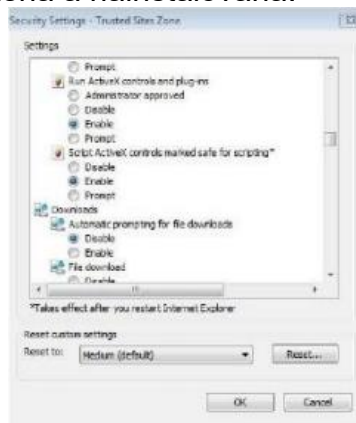 Security Settings - Trusted Sites Zone
Settings
Prompt
Run ActiveX controls and plug-ins
Administrator approved
Disable
Enable
Prompt
Script ActiveX controls marked safe for scripting*
Disable
Enable
Prompt
Downloads
Automatic prompting for file downloads
Disable
Enable
File download
Disable
*Takes effect after you restart Internet Explorer
Reset custom settings
Reset to: Medium (default) Reset...
OK Cancel